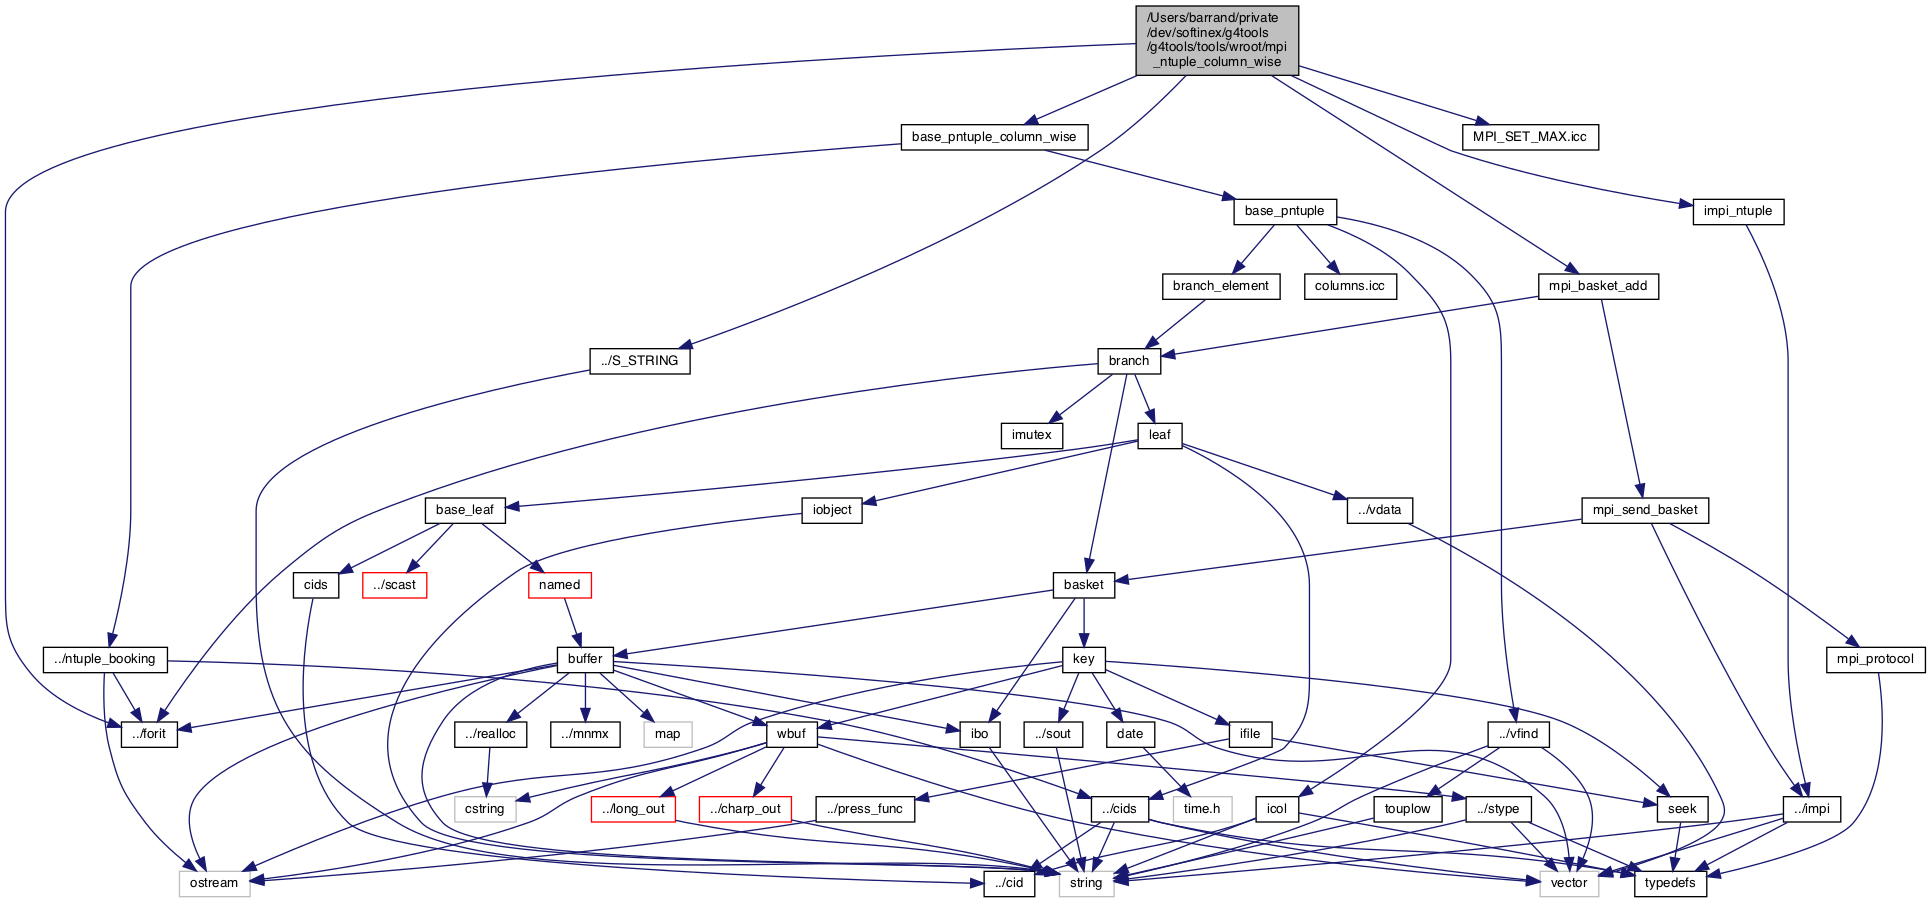 /Users/barrand/private
/dev/softinex/g4tools
/g4tools/tools/wroot/mpi
_ntuple_column_wise
base_pntuple_column_wise
MPI_SET_MAX.icc
base_pntuple
impi_ntuple
branch_element
columns.icc
mpi_basket_add
../S_STRING
branch
imutex
leaf
base_leaf
iobject
../vdata
mpi_send_basket
cids
../scast
named
basket
../ntuple_booking
buffer
key
mpi_protocol
../forit
../realloc
../mnmx
map
wbuf
ibo
../sout
date
ifile
../vfind
cstring
../long_out
../charp_out
../press_func
../cids
time.h
icol
touplow
../stype
seek
../impi
ostream
../cid
string
vector
typedefs